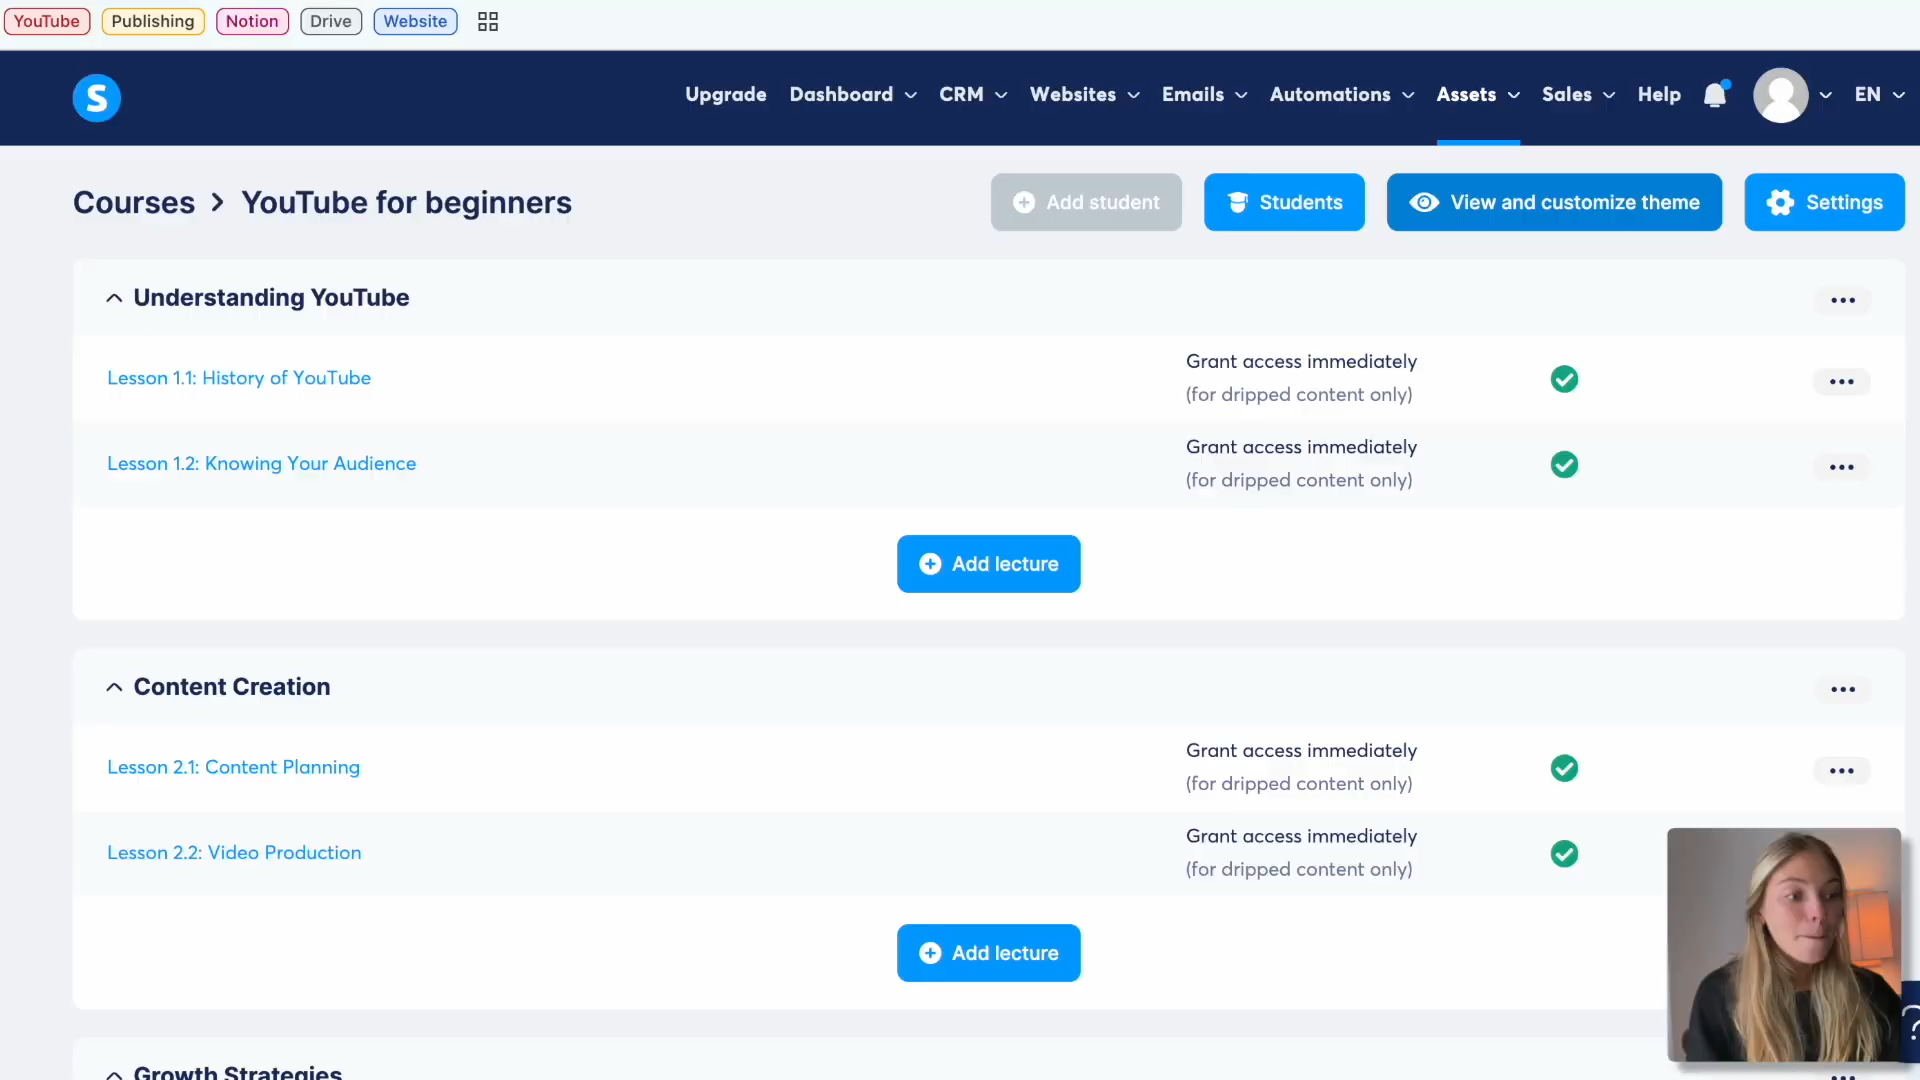 YouTube Publishing Notion Drive Website
S Upgrade Dashboard CRM Websites Emails Automations Assets Sales Help EN
Courses > YouTube for beginners Add student Students View and customize theme Settings
Understanding YouTube
Lesson 1.1: History of YouTube
Grant access immediately
(for dripped content only)
Lesson 1.2: Knowing Your Audience
Grant access immediately
(for dripped content only)
Add lecture
Content Creation
Lesson 2.1: Content Planning
Grant access immediately
(for dripped content only)
Lesson 2.2: Video Production
Grant access immediately
(for dripped content only)
Add lecture
?
Growth Strategies